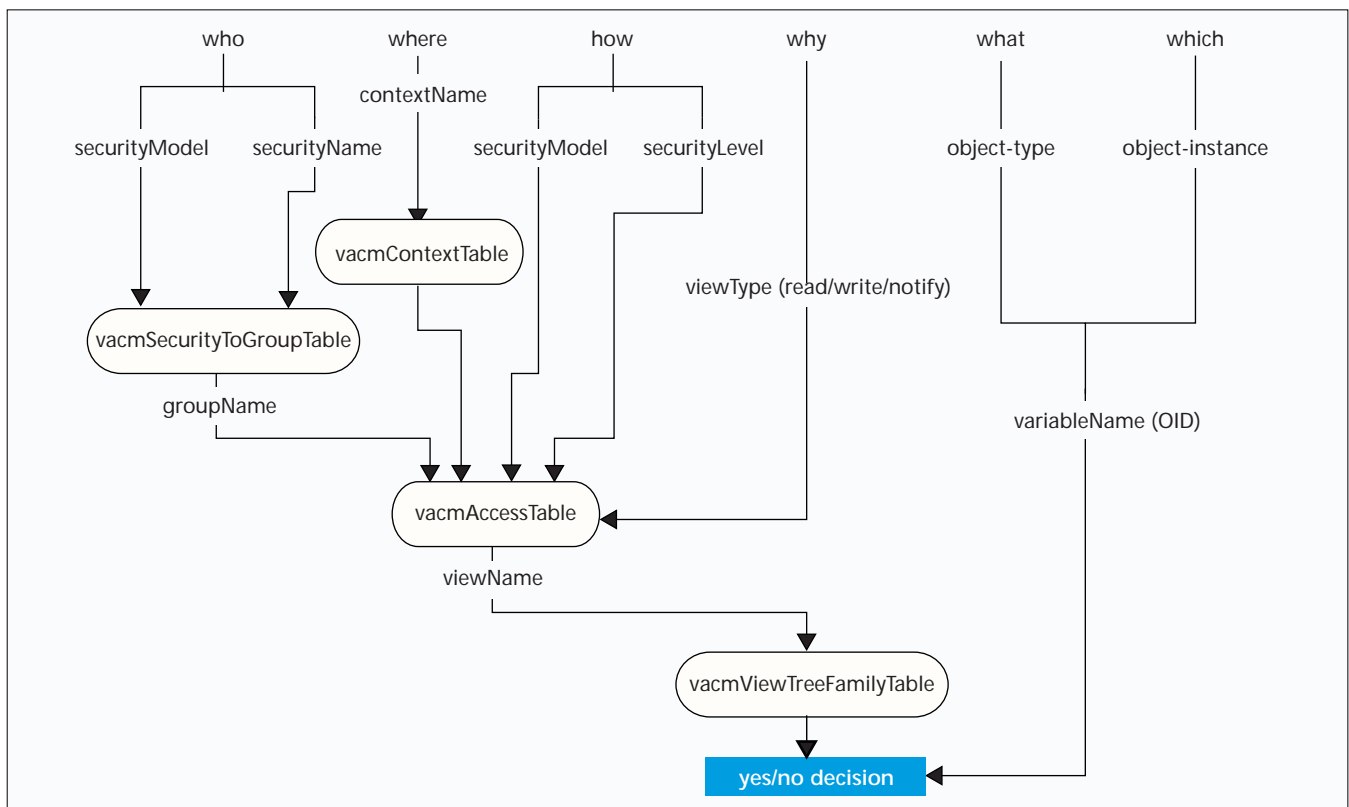 who
where
how
why
what
which
contextName
securityModel
securityName
securityModel
securityLevel
object-type
object-instance
vacmContextTable
viewType (read/write/notify)
vacmSecurityToGroupTable
groupName
variableName (OID)
vacmAccessTable
viewName
vacmViewTreeFamilyTable
yes/no decision